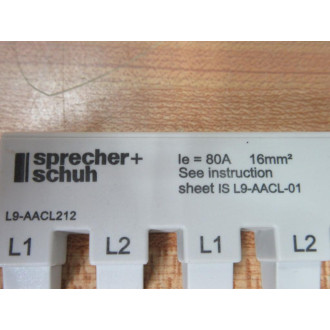 sprecher+
schuh
Ie = 80A 16mm²
See instruction
sheet IS L9-AACL-01
L9-AACL212
L1 L2 L1 L2